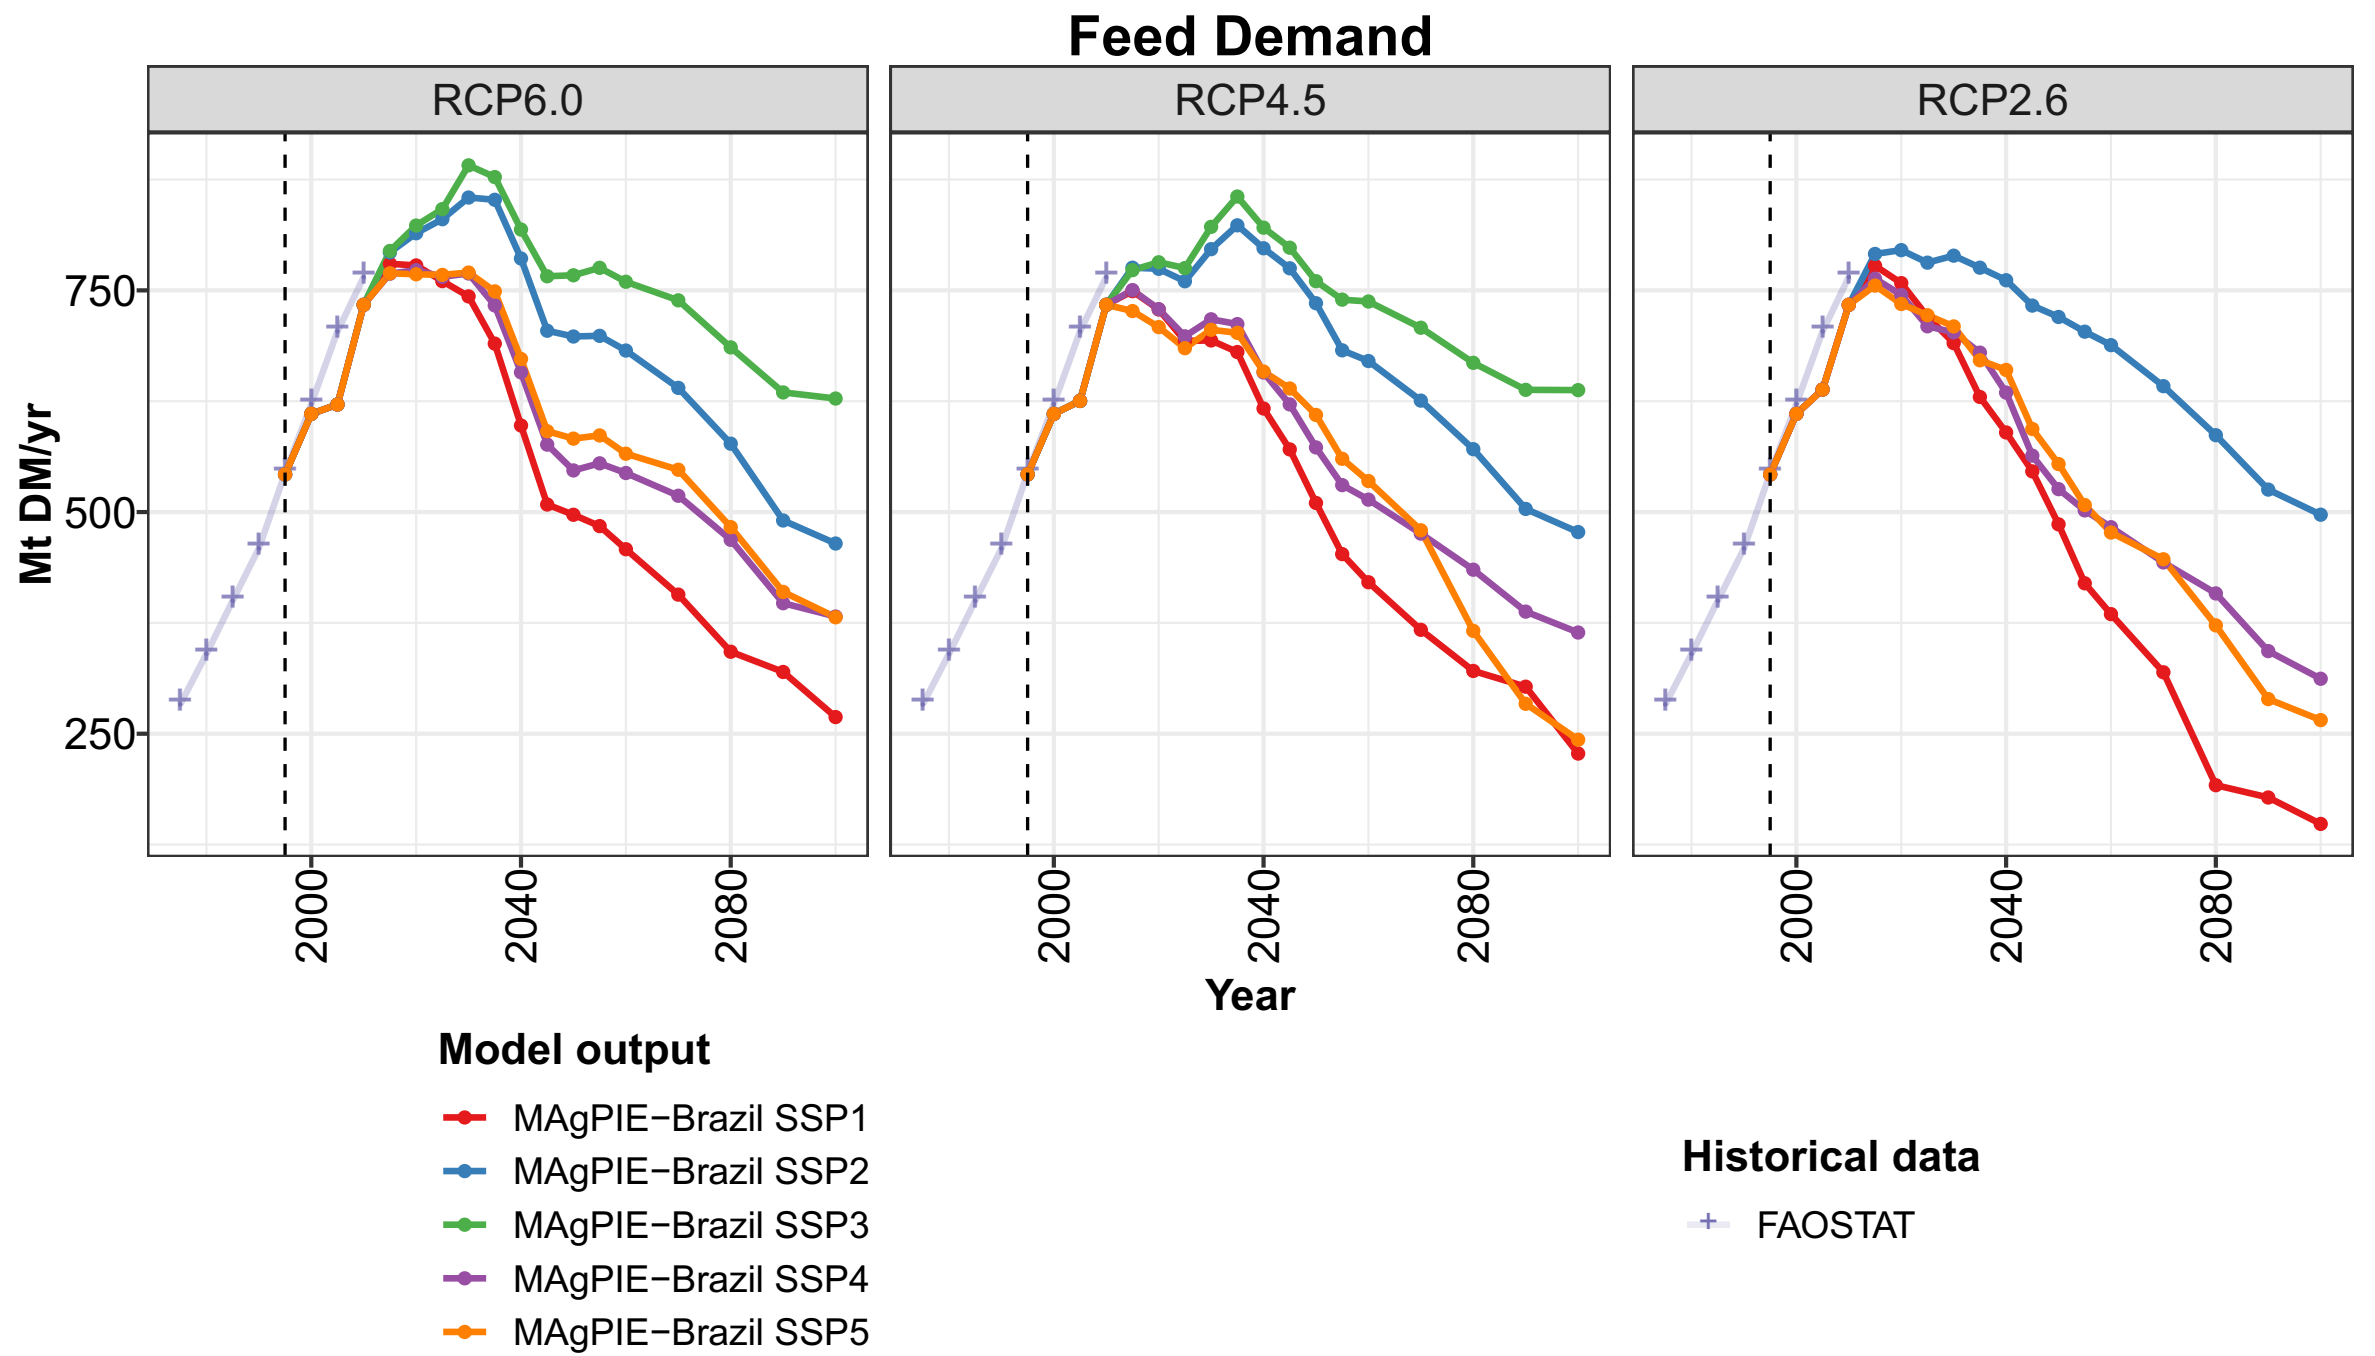 Feed Demand
RCP6.0
RCP4.5
RCP2.6
Mt DM/yr
750
500
250
2000
2040
2080
2000
2040
2080
2000
2040
2080
Year
Model output
MAgPIE−Brazil SSP1
MAgPIE−Brazil SSP2
MAgPIE−Brazil SSP3
MAgPIE−Brazil SSP4
MAgPIE−Brazil SSP5
Historical data
FAOSTAT